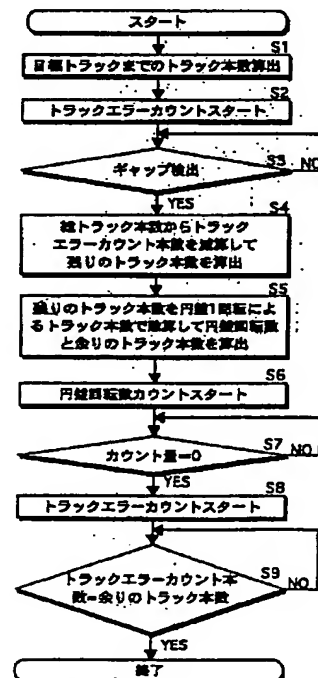 スタート
S1
目標トラックまでのトラック本数算出
S2
トラックエラーカウントスタート
ギャップ検出
S3
NO
YES
S4
総トラック本数からトラック
エラーカウント本数を減算して
残りのトラック本数を算出
S5
残りのトラック本数を円盤1回転によ
るトラック本数で除算して円盤回転数
と余りのトラック本数を算出
S6
円盤回転数カウントスタート
カウント量=0
S7
NO
YES
S8
トラックエラーカウントスタート
トラックエラーカウント本
数=余りのトラック本数
S9
NO
YES
終了